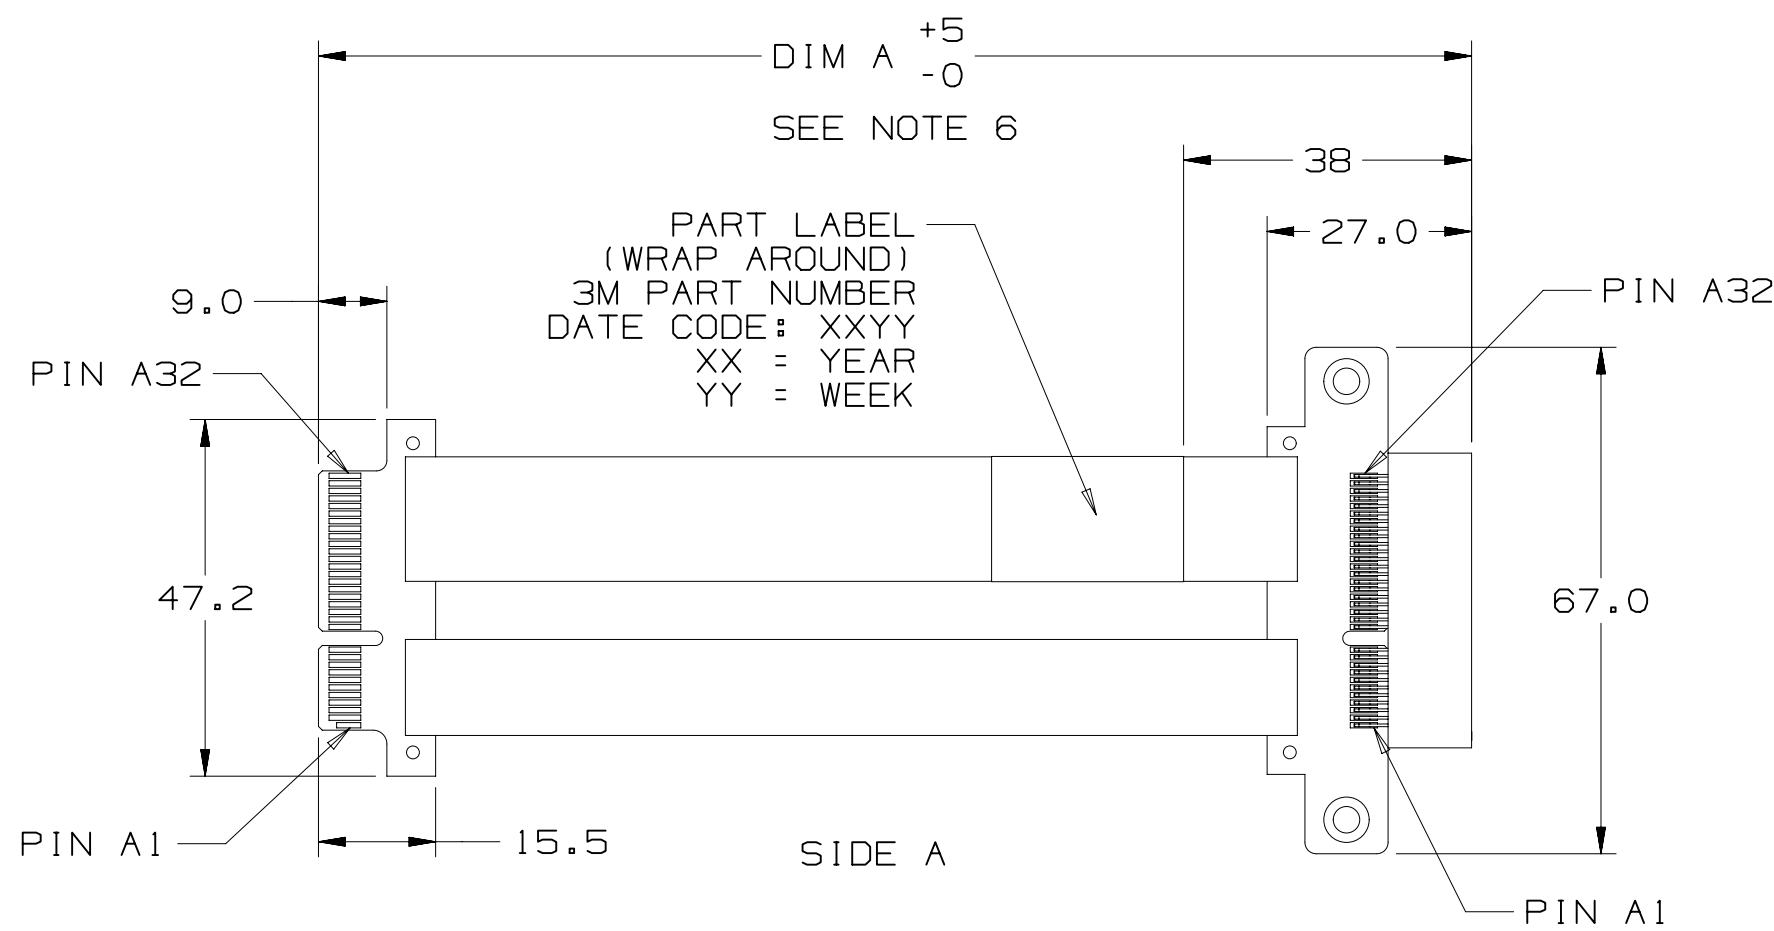 DIM A +5
-0
SEE NOTE 6
38
PART LABEL
(WRAP AROUND)
3M PART NUMBER
DATE CODE: XXYY
XX = YEAR
YY = WEEK
27.0
9.0
PIN A32
PIN A32
47.2
67.0
PIN A1
15.5
SIDE A
PIN A1